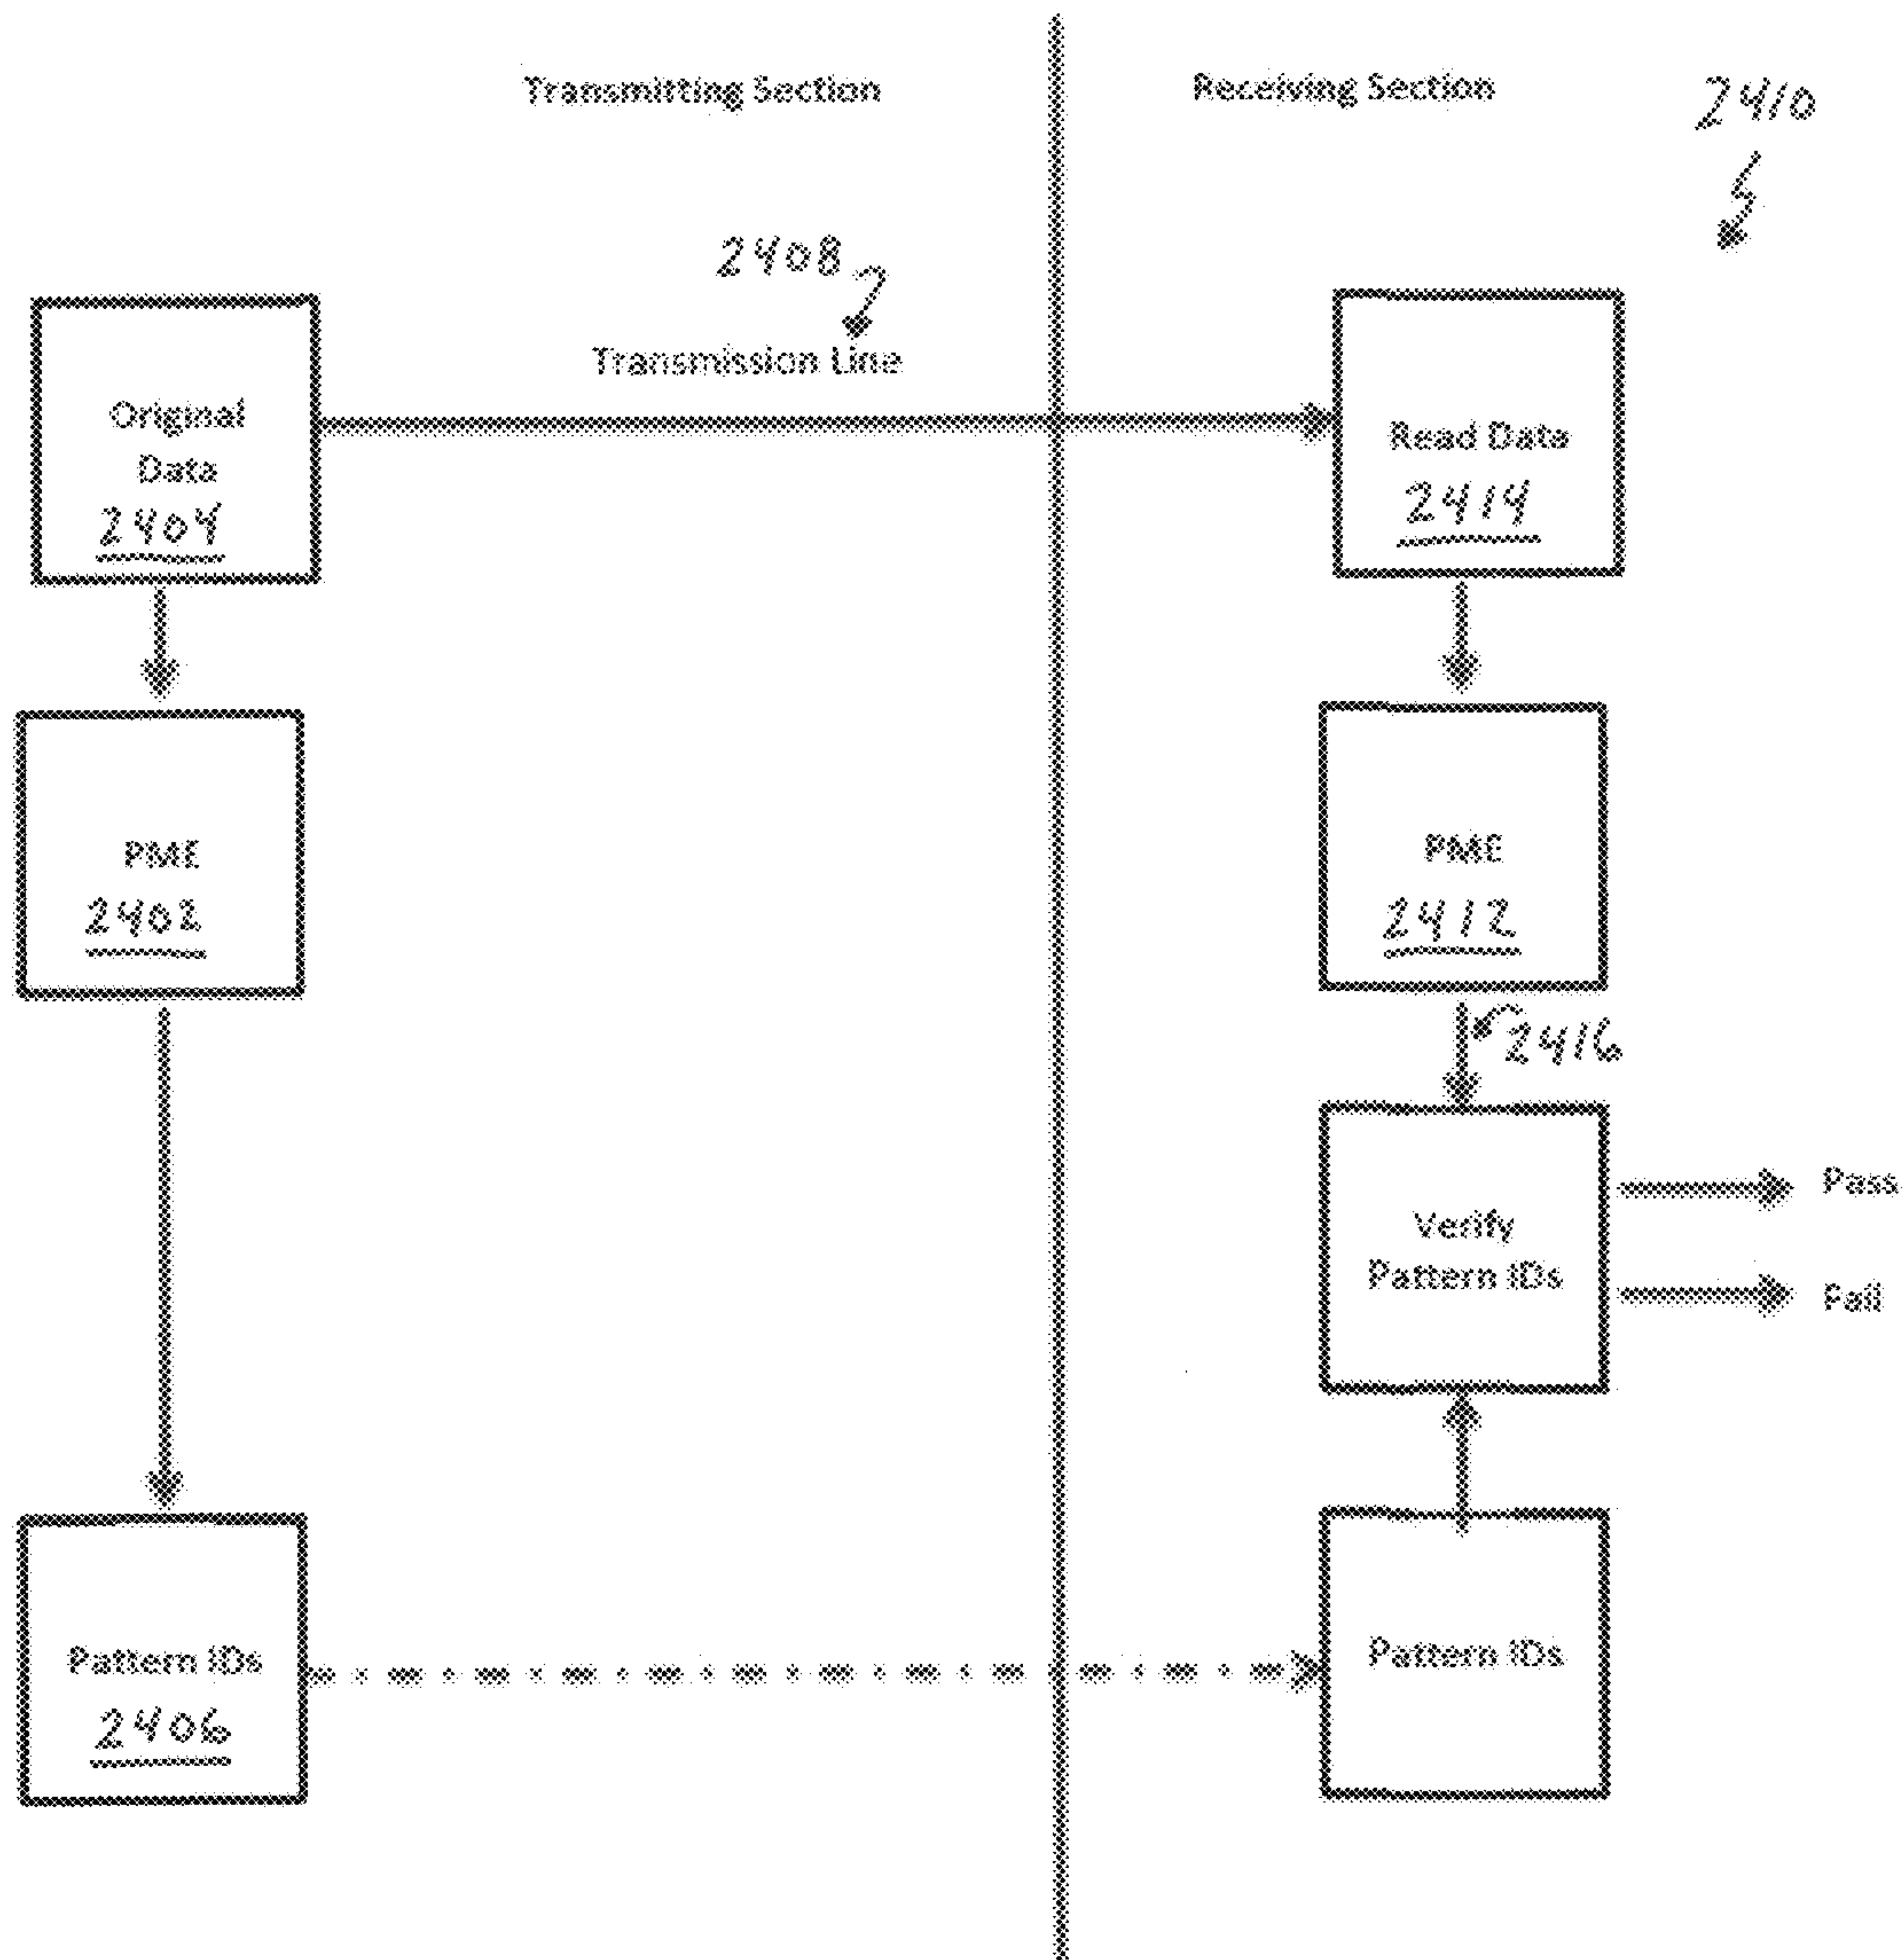 Transmitting Section
Receiving Section
2410
2408
Transmission Line
Original
Data
2404
Read Data
2414
PME
2402
PME
2412
2416
Verify
Pattern IDs
Pass
Fail
Pattern IDs
2406
Pattern IDs